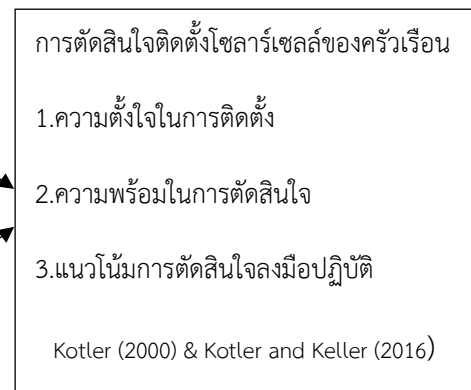 การตัดสินใจติดตั้งโซลาร์เซลล์ของครัวเรือน
1.ความตั้งใจในการติดตั้ง
2.ความพร้อมในการตัดสินใจ
3.แนวโน้มการตัดสินใจลงมือปฏิบัติ
Kotler (2000) & Kotler and Keller (2016)